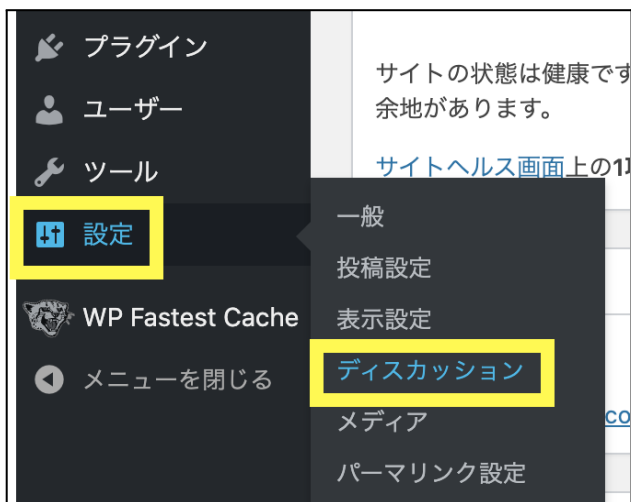 プラグイン
ユーザー
ツール
設定
WP Fastest Cache
メニューを閉じる
サイトの状態は健康です
余地があります。
サイトヘルス画面上の1
一般
投稿設定
表示設定
ディスカッション
メディア
パーマリンク設定
co